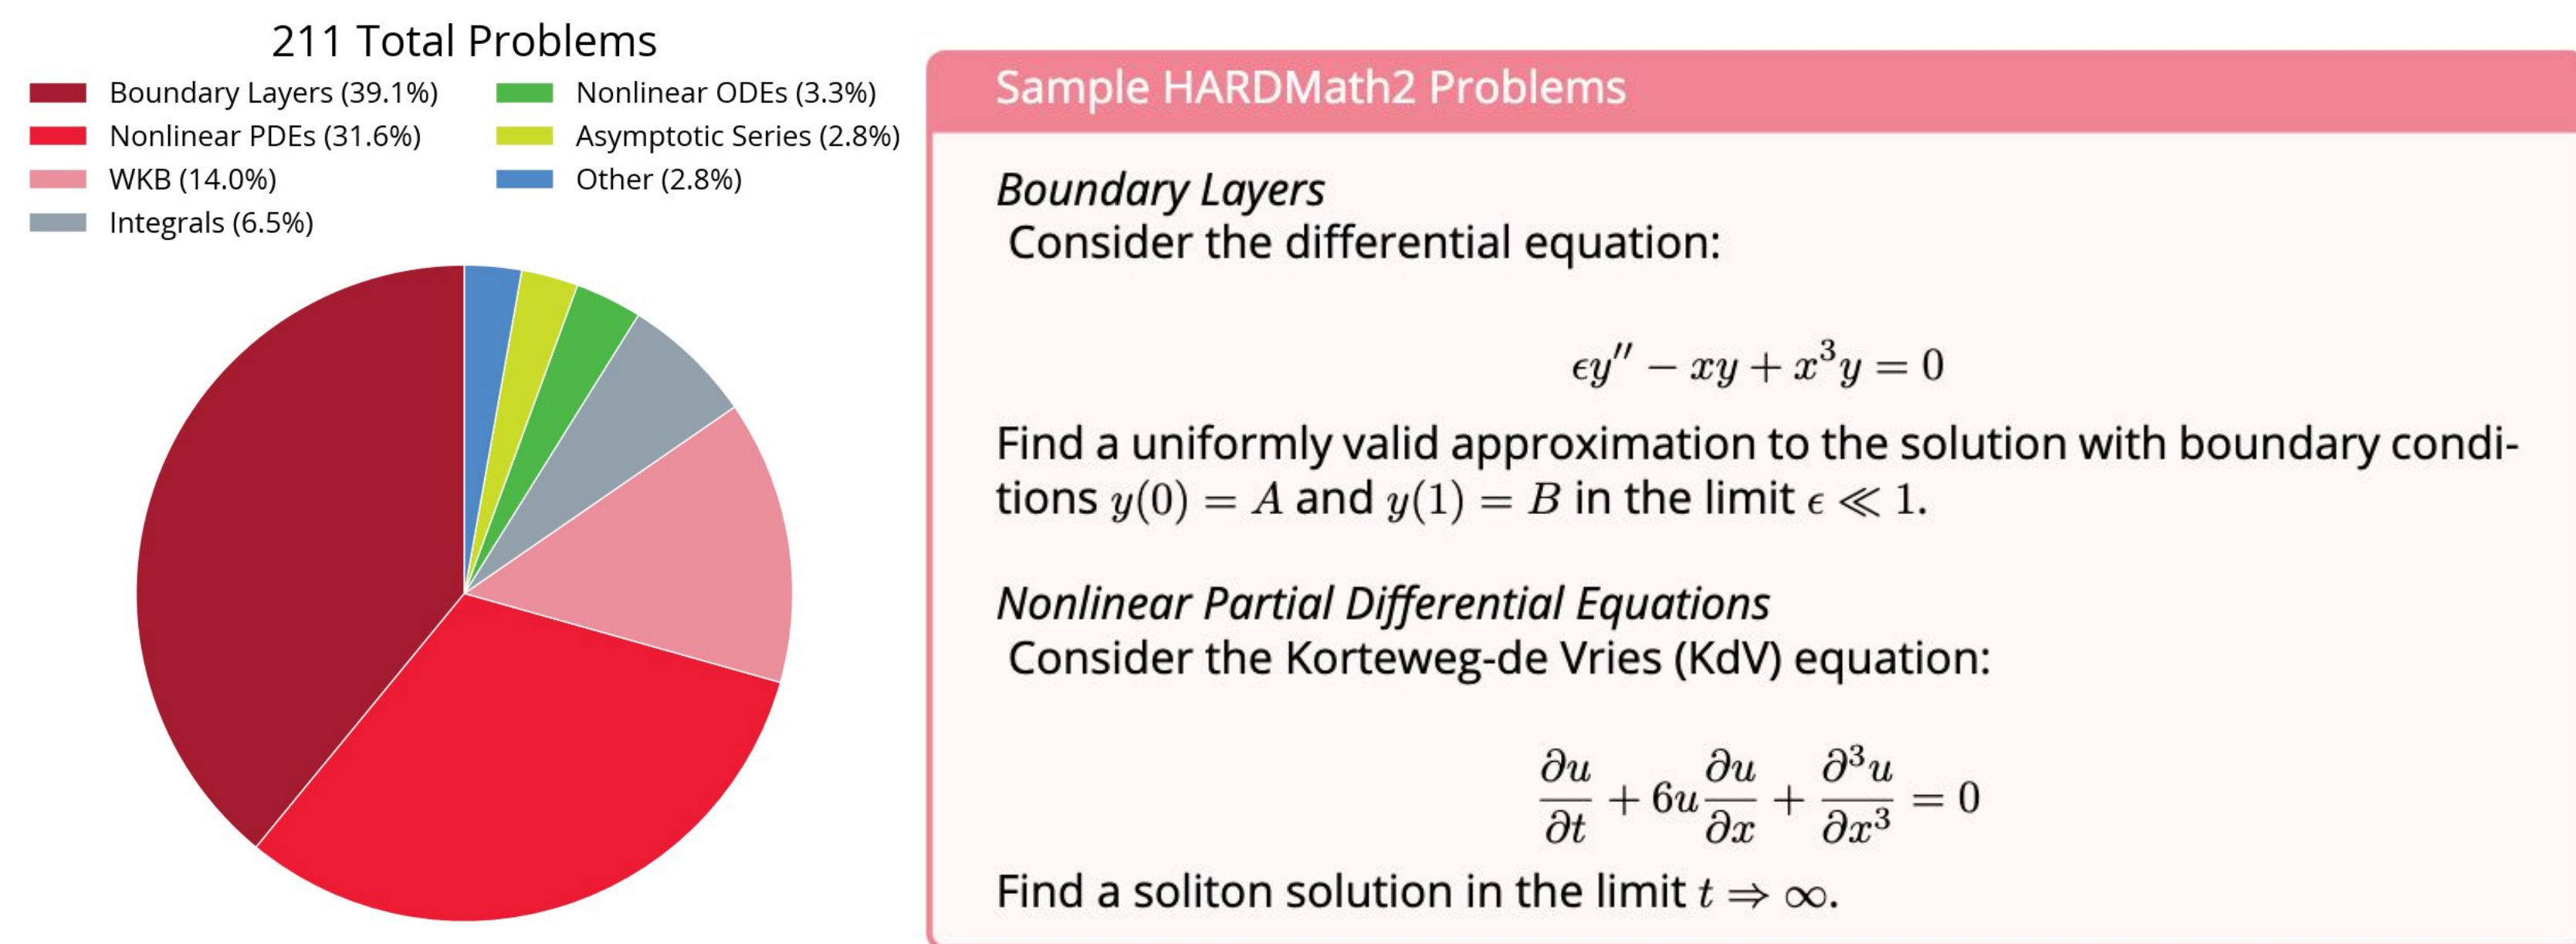 211 Total Problems
Boundary Layers (39.1%)
Nonlinear PDEs (31.6%)
WKB (14.0%)
Integrals (6.5%)
Nonlinear ODEs (3.3%)
Asymptotic Series (2.8%)
Other (2.8%)
Sample HARDMath2 Problems
Boundary Layers
Consider the differential equation:
ϵy″ − xy + x³y = 0
Find a uniformly valid approximation to the solution with boundary condi-
tions y(0) = A and y(1) = B in the limit ϵ ≪ 1.
Nonlinear Partial Differential Equations
Consider the Korteweg-de Vries (KdV) equation:
∂u/∂t + 6u ∂u/∂x + ∂³u/∂x³ = 0
Find a soliton solution in the limit t ⇒ ∞.